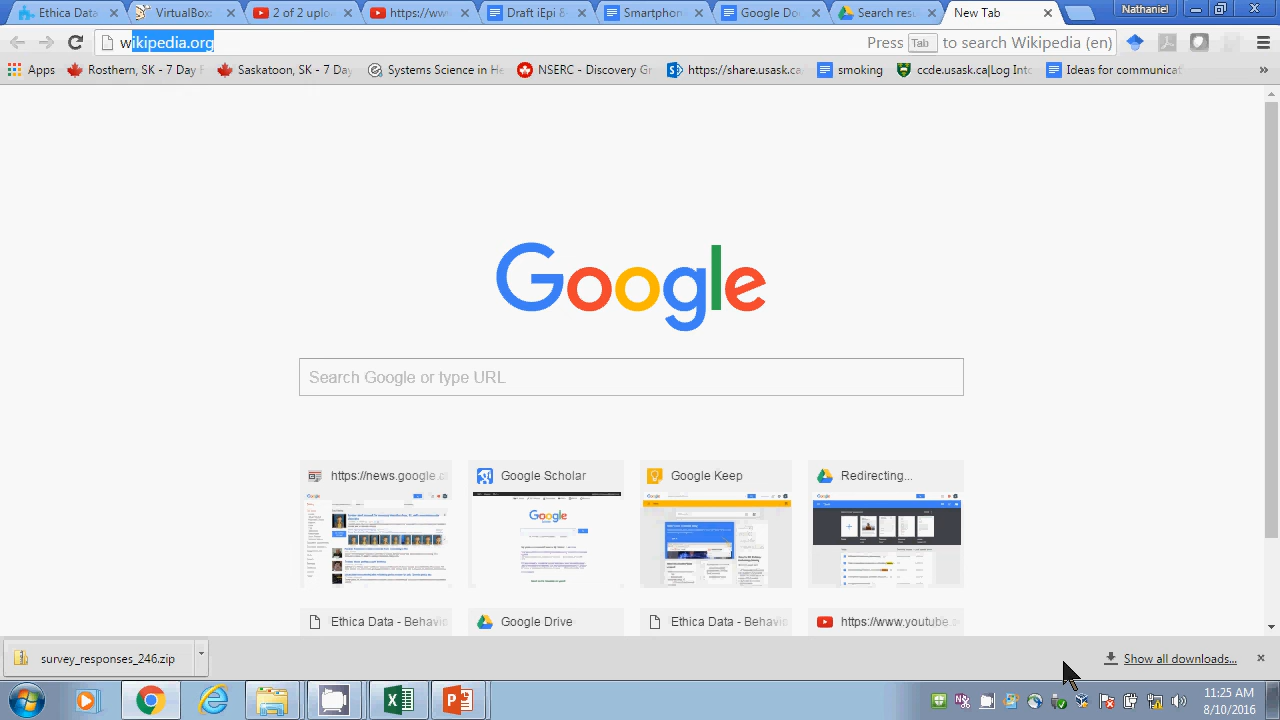 Ethica Data
VirtualBox:
2 of 2 uplo
https://ww
Draft iEpi &
Smartphon
Google Do
Search resu
New Tab
Nathaniel
wikipedia.org
Press Tab to search Wikipedia (en)
Apps
Rosthern, SK - 7 Day F
Saskatoon, SK - 7 Da
Systems Science in He
NSERC - Discovery Gr
https://share.usask.ca
smoking
ccde.usask.ca|Log Into
Ideas for communicat
»
Google
Search Google or type URL
https://news.google.c
Google Scholar
Google Keep
Redirecting...
Ethica Data - Behavio
Google Drive
Ethica Data - Behavio
https://www.youtube.
survey_responses_246.zip
Show all downloads...
11:25 AM
8/10/2016